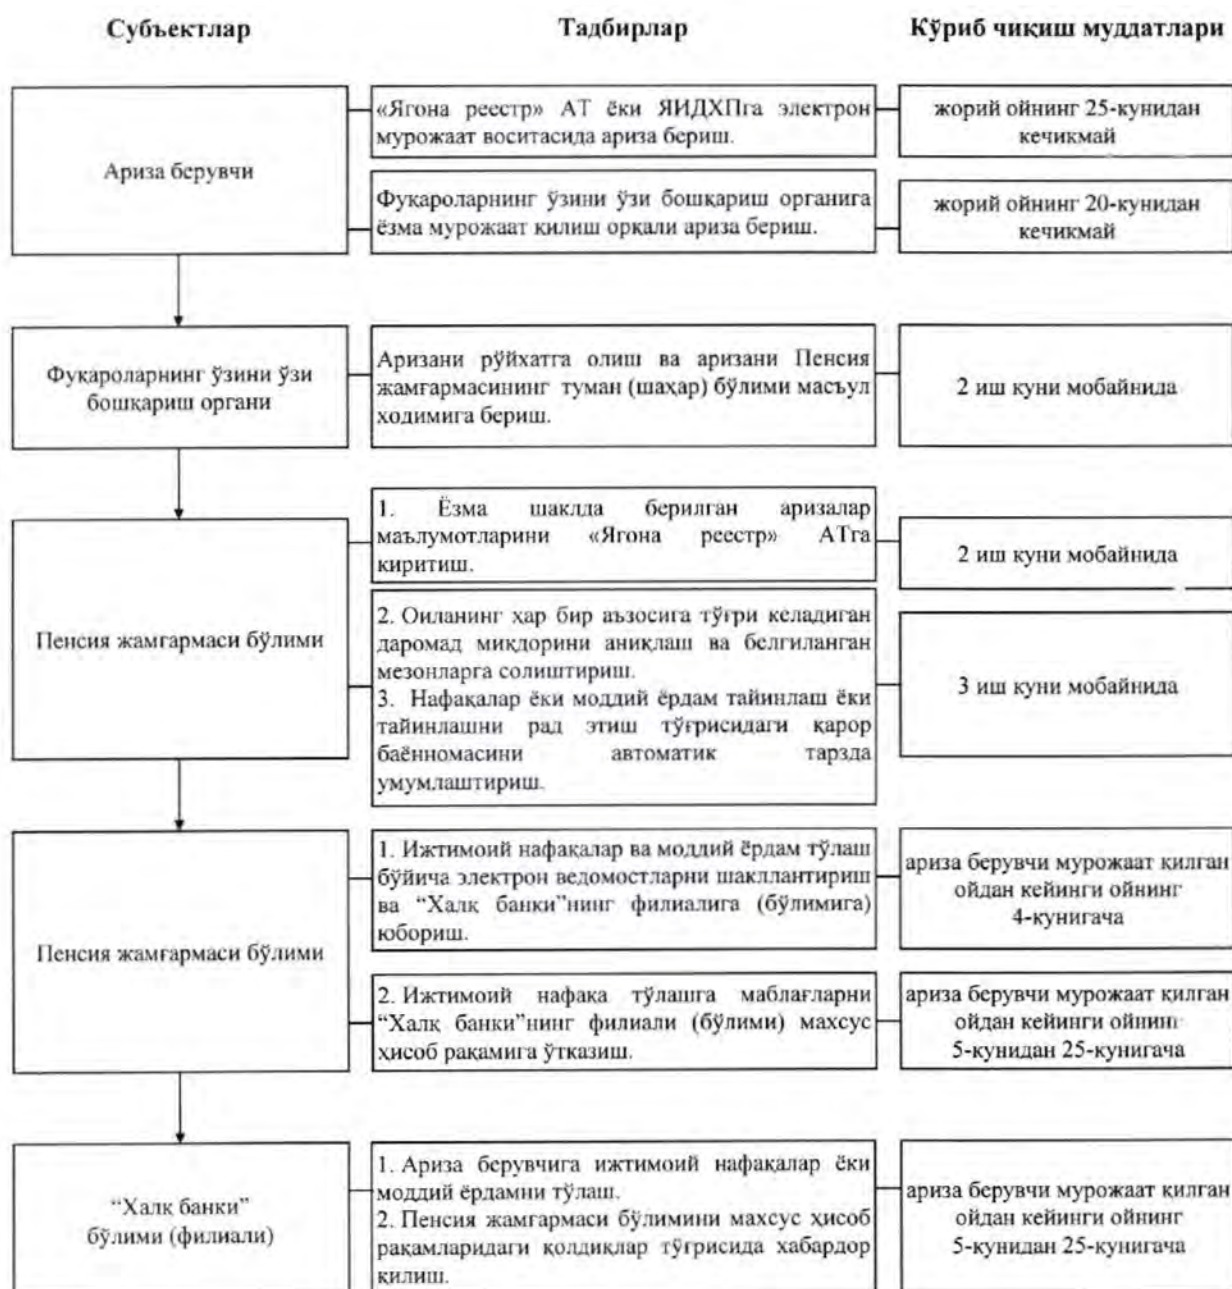 Субъектлар
Тадбирлар
Кўриб чиқиш муддатлари
Ариза берувчи
«Ягона реестр» АТ ёки ЯИДХПга электрон
мурожаат воситасида ариза бериш.
жорий ойнинг 25-кунидан
кечикмай
Фуқароларнинг ўзини ўзи бошқариш органига
ёзма мурожаат қилиш орқали ариза бериш.
жорий ойнинг 20-кунидан
кечикмай
Фуқароларнинг ўзини ўзи
бошқариш органи
Аризани рўйхатга олиш ва аризани Пенсия
жамғармасининг туман (шаҳар) бўлими масъул
ходимига бериш.
2 иш куни мобайнида
Пенсия жамғармаси бўлими
1. Ёзма шаклда берилган аризалар
маълумотларини «Ягона реестр» АТга
киритиш.
2 иш куни мобайнида
2. Оиланинг ҳар бир аъзосига тўғри келадиган
даромад миқдорини аниқлаш ва белгиланган
мезонларга солиштириш.
3. Нафақалар ёки моддий ёрдам тайинлаш ёки
тайинлашни рад этиш тўғрисидаги қарор
баённомасини автоматик тарзда
умумлаштириш.
3 иш куни мобайнида
Пенсия жамғармаси бўлими
1. Ижтимоий нафақалар ва моддий ёрдам тўлаш
бўйича электрон ведомостларни шакллантириш
ва “Халқ банки”нинг филиалига (бўлимига)
юбориш.
ариза берувчи мурожаат қилган
ойдан кейинги ойнинг
4-кунигача
2. Ижтимоий нафақа тўлашга маблағларни
“Халқ банки”нинг филиали (бўлими) махсус
ҳисоб рақамига ўтказиш.
ариза берувчи мурожаат қилган
ойдан кейинги ойнинг
5-кунидан 25-кунигача
“Халқ банки”
бўлими (филиали)
1. Ариза берувчига ижтимоий нафақалар ёки
моддий ёрдамни тўлаш.
2. Пенсия жамғармаси бўлимини махсус ҳисоб
рақамларидаги қолдиқлар тўғрисида хабардор
қилиш.
ариза берувчи мурожаат қилган
ойдан кейинги ойнинг
5-кунидан 25-кунигача